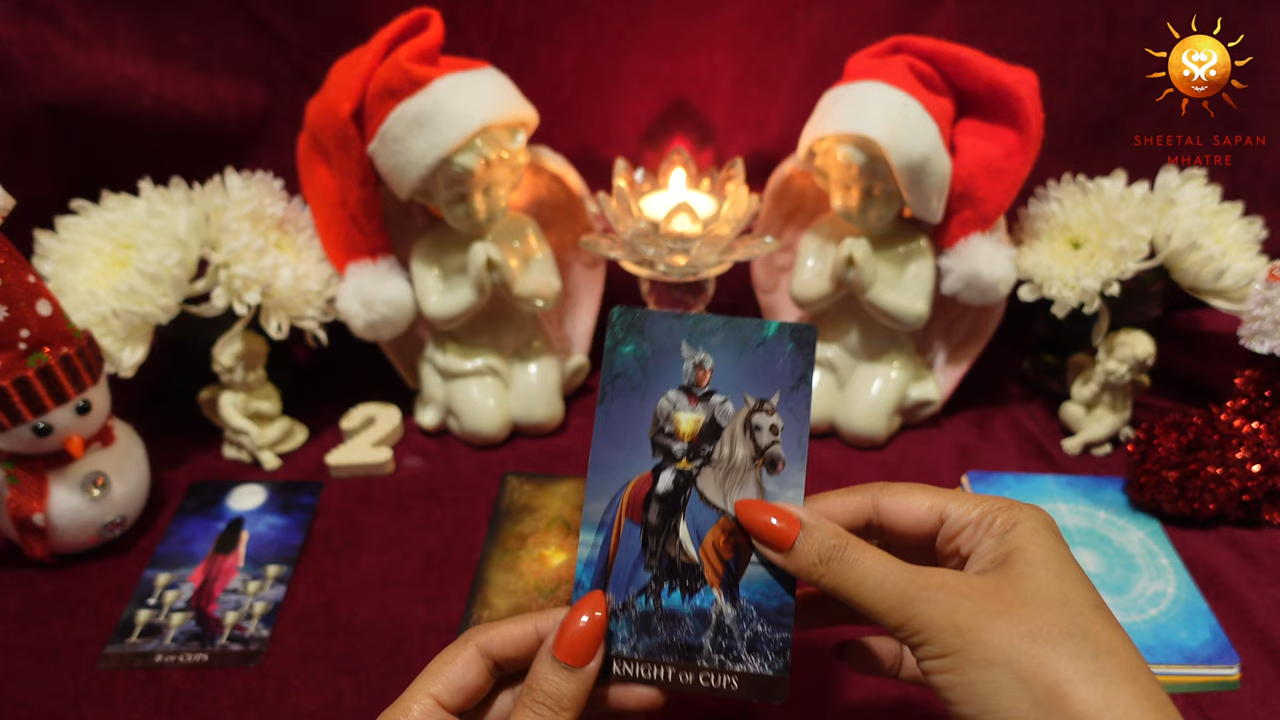 SHEETAL SAPAN
MHATRE
2
8 OF CUPS
KNIGHT OF CUPS